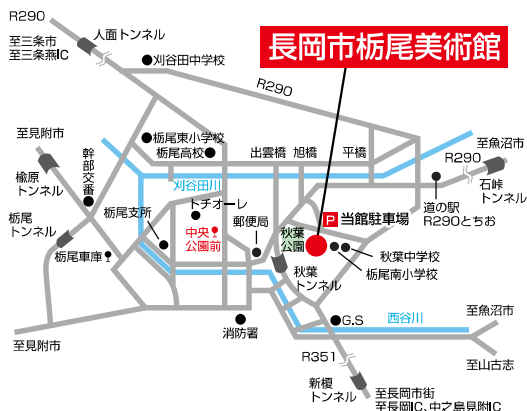 R290
至三条市
至三条燕IC
人面トンネル
刈谷田中学校
長岡市栃尾美術館
R290
至見附市
楡原
トンネル
栃尾
トンネル
幹部交番
栃尾東小学校
栃尾高校
出雲橋
旭橋
平橋
至魚沼市
R290
石峠
トンネル
道の駅
R290とちお
刈谷田川
トチオーレ
栃尾支所
中央
公園前
郵便局
秋葉
公園
P 当館駐車場
秋葉中学校
栃尾南小学校
秋葉
トンネル
栃尾車庫
至見附市
消防署
G.S
西谷川
至魚沼市
至山古志
R351
新榎
トンネル
至長岡市街
至長岡IC、中之島見附IC